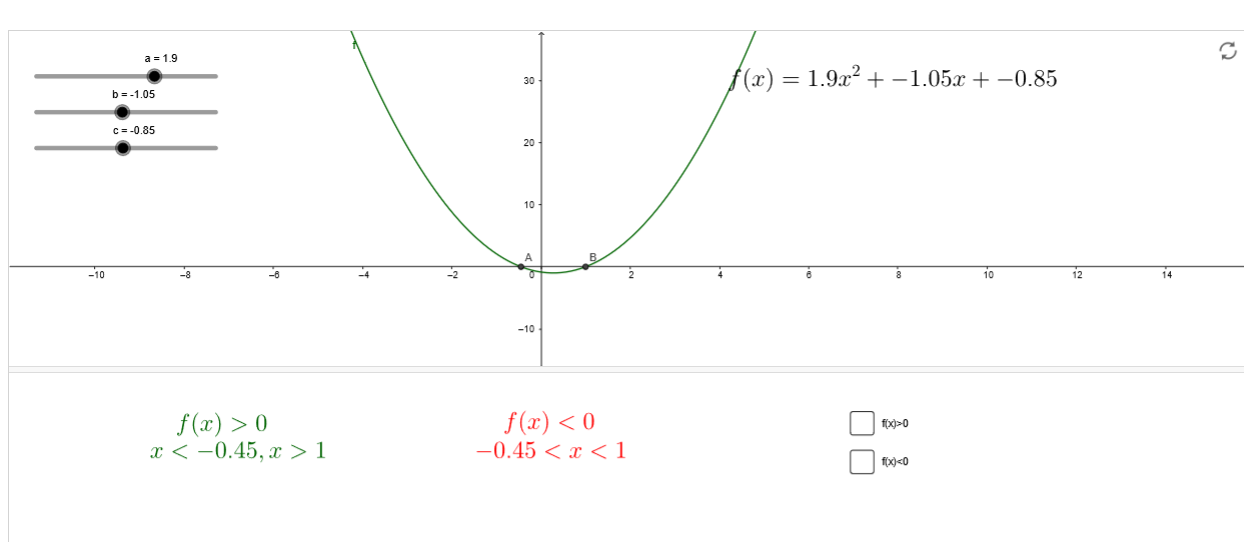 a = 1.9
b = -1.05
c = -0.85
f
f(x) = 1.9x² + −1.05x + −0.85
30
20
10
A
B
−10
−8
−6
−4
−2
0
2
4
6
8
10
12
14
−10
f(x) > 0
x < −0.45, x > 1
f(x) < 0
−0.45 < x < 1
f(x)>0
f(x)<0